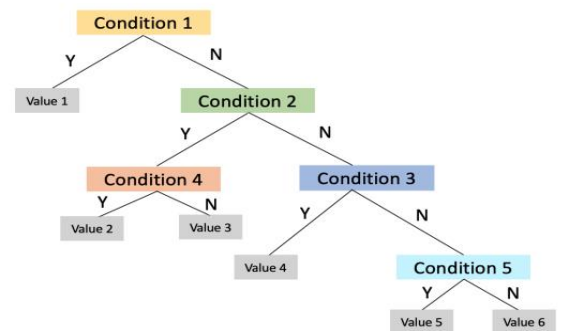 Condition 1
Y
N
Value 1
Condition 2
Y
N
Condition 4
Condition 3
Y
N
Y
N
Value 2
Value 3
Value 4
Condition 5
Y
N
Value 5
Value 6